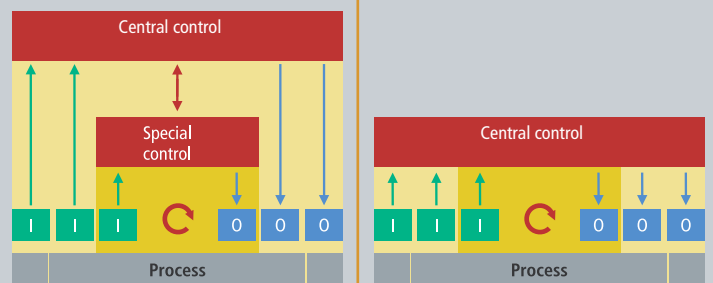 Central control
Special
control
I I I O O O
Process
Central control
I I I O O O
Process